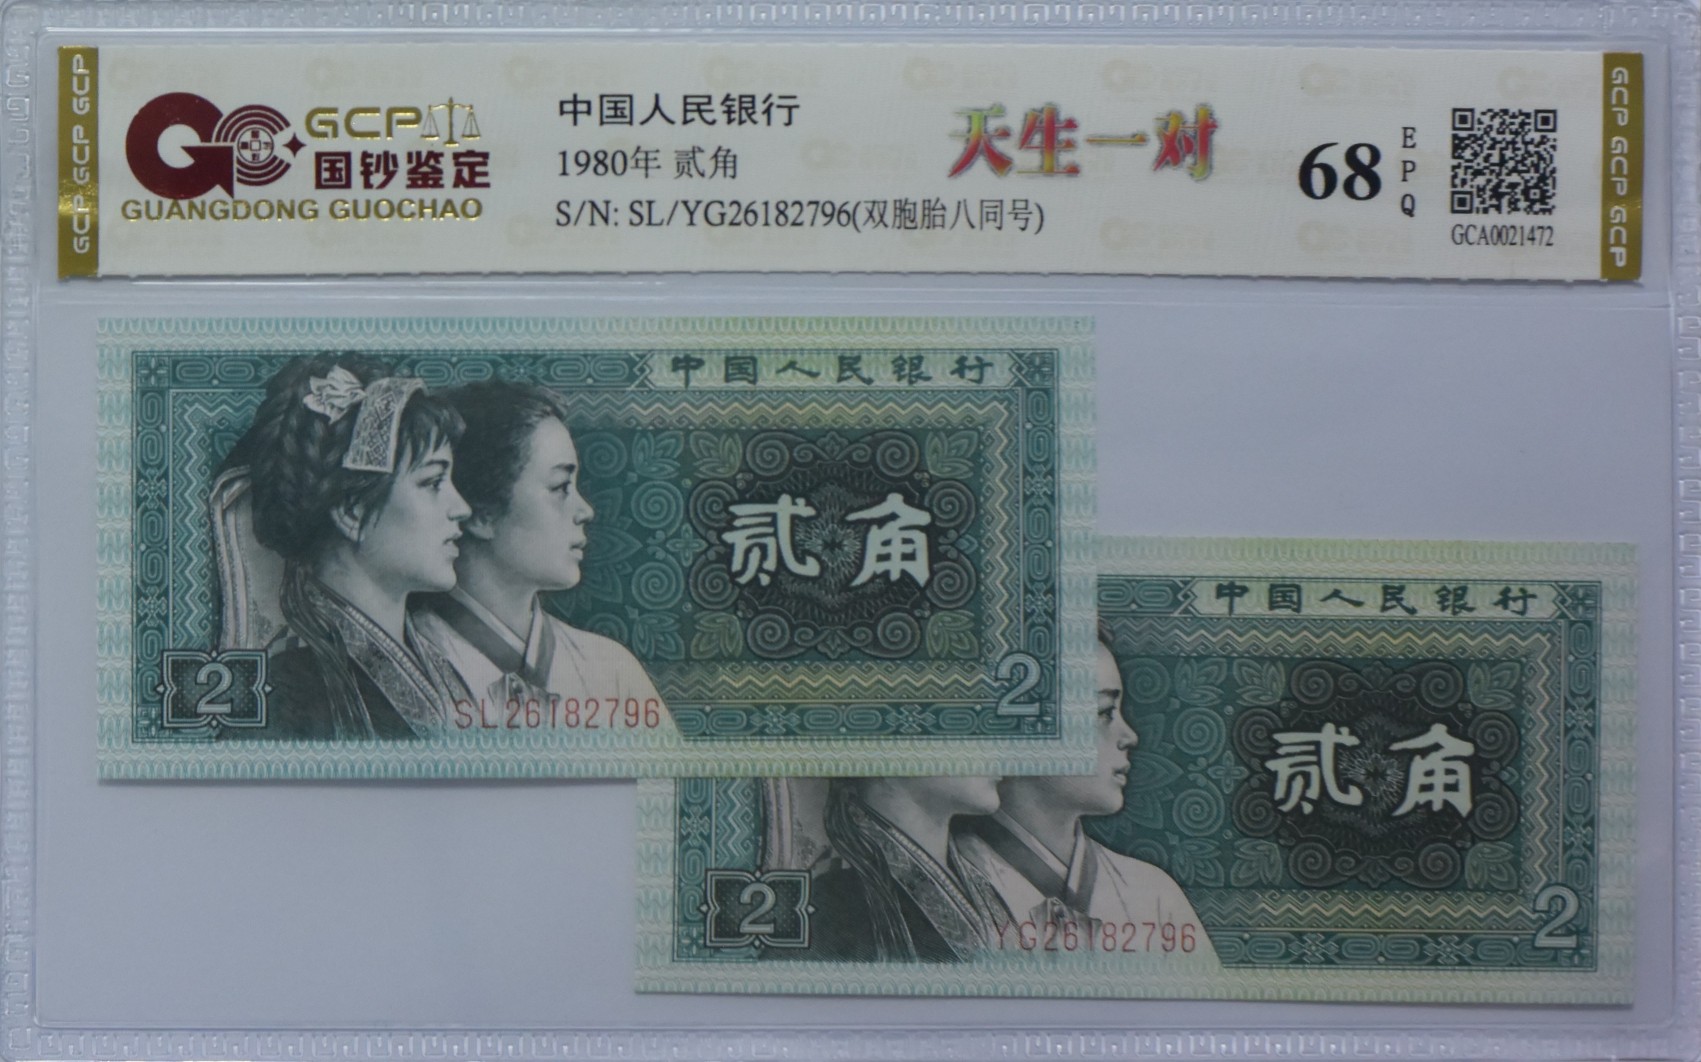 GCP GCP GCP
GCP
国钞鉴定
GUANGDONG GUOCHAO
中国人民银行
1980年 贰角
S/N: SL/YG26182796(双胞胎八同号)
天生一对
68
EPQ
GCA0021472
GCP GCP GCP
中国人民银行
贰角
2
SL26182796
2
中国人民银行
贰角
2
YG26182796
2